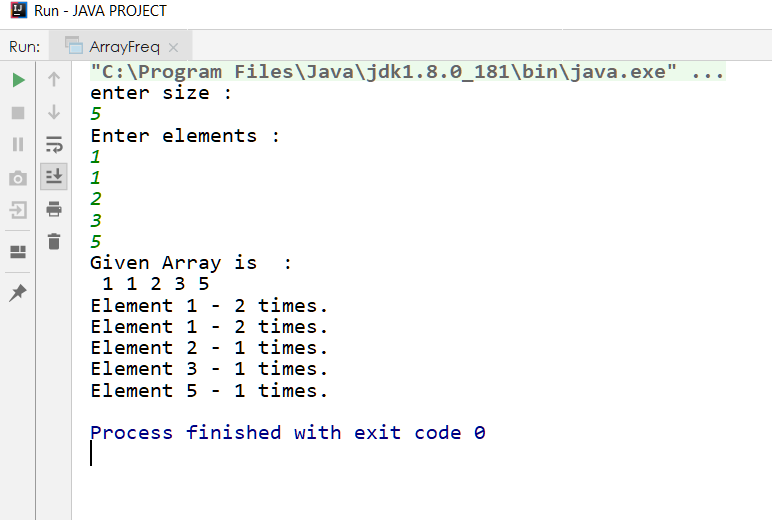 Run - JAVA PROJECT
Run: ArrayFreq
"C:\Program Files\Java\jdk1.8.0_181\bin\java.exe" ...
enter size :
5
Enter elements :
1
1
2
3
5
Given Array is  :
 1 1 2 3 5
Element 1 - 2 times.
Element 1 - 2 times.
Element 2 - 1 times.
Element 3 - 1 times.
Element 5 - 1 times.
Process finished with exit code 0